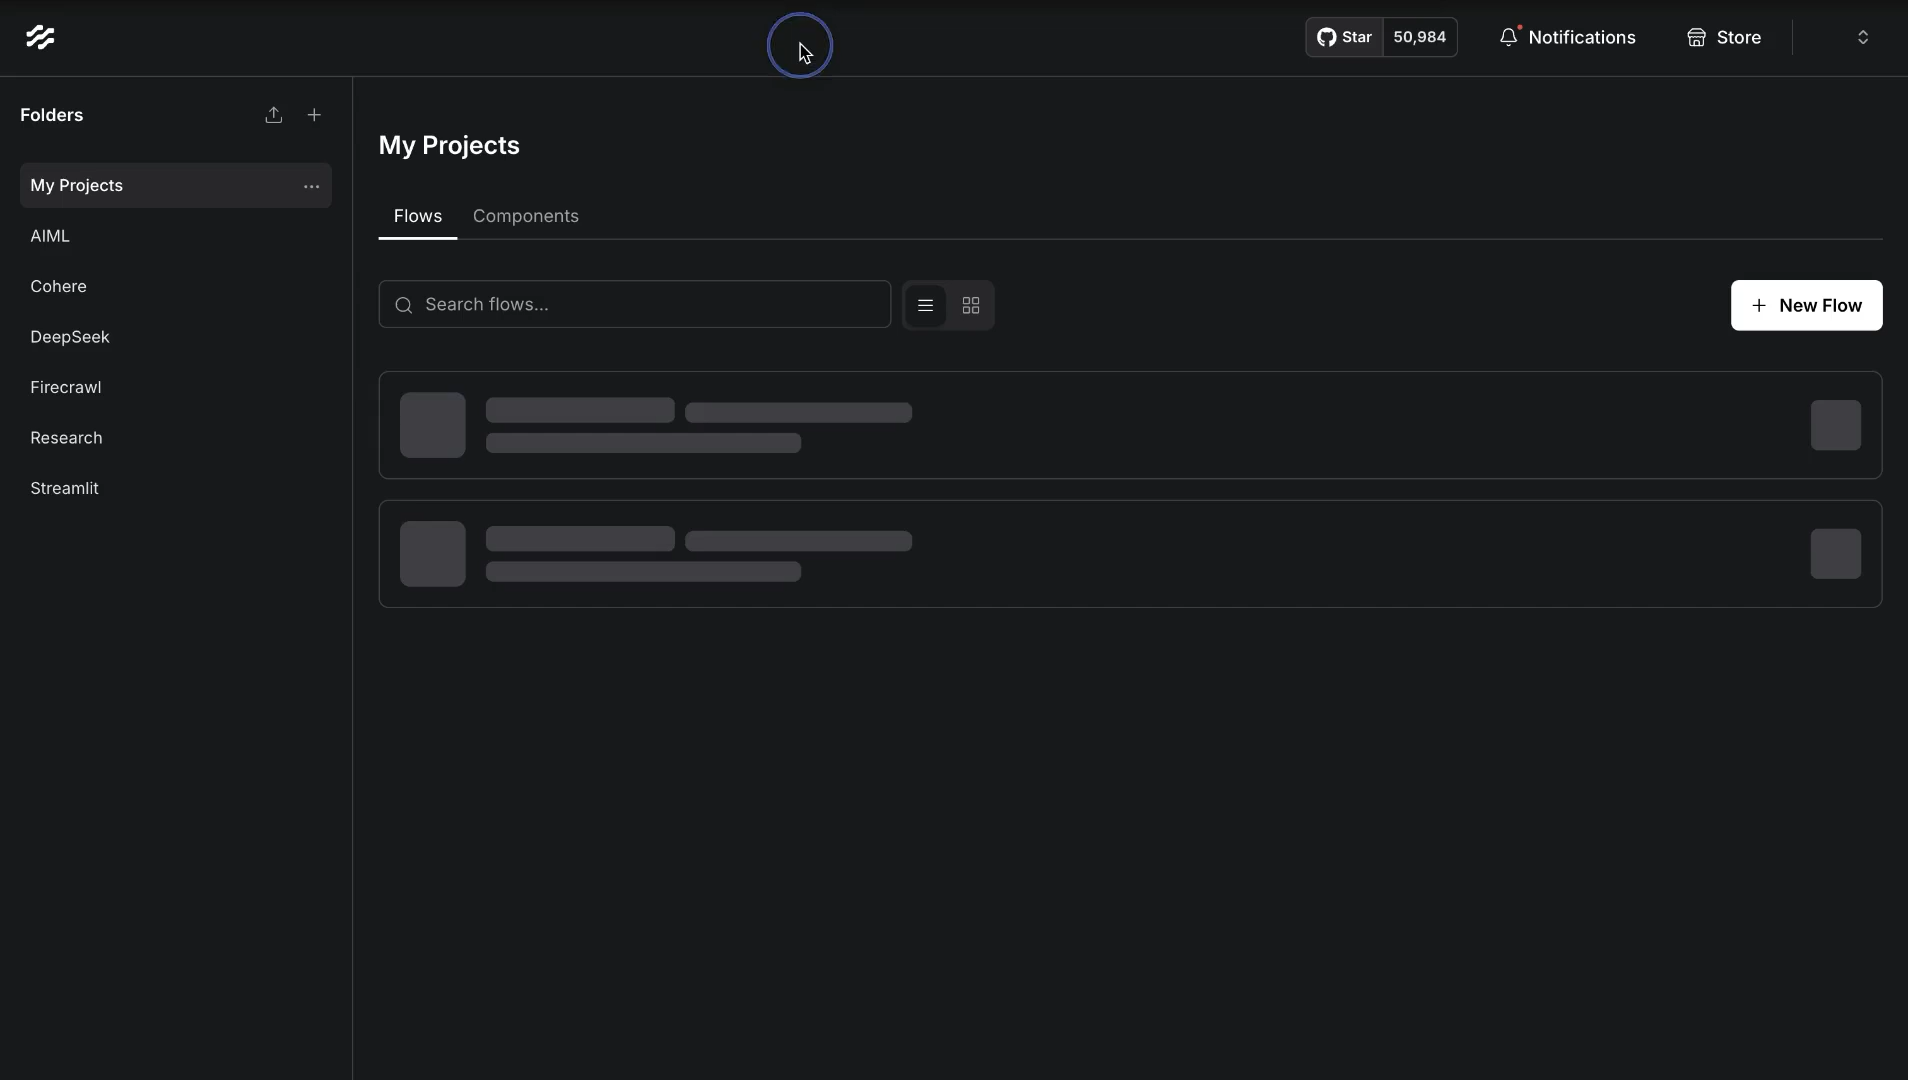 Star 50,984 Notifications Store
Folders
My Projects
AIML
Cohere
DeepSeek
Firecrawl
Research
Streamlit
My Projects
Flows Components
Search flows...
New Flow